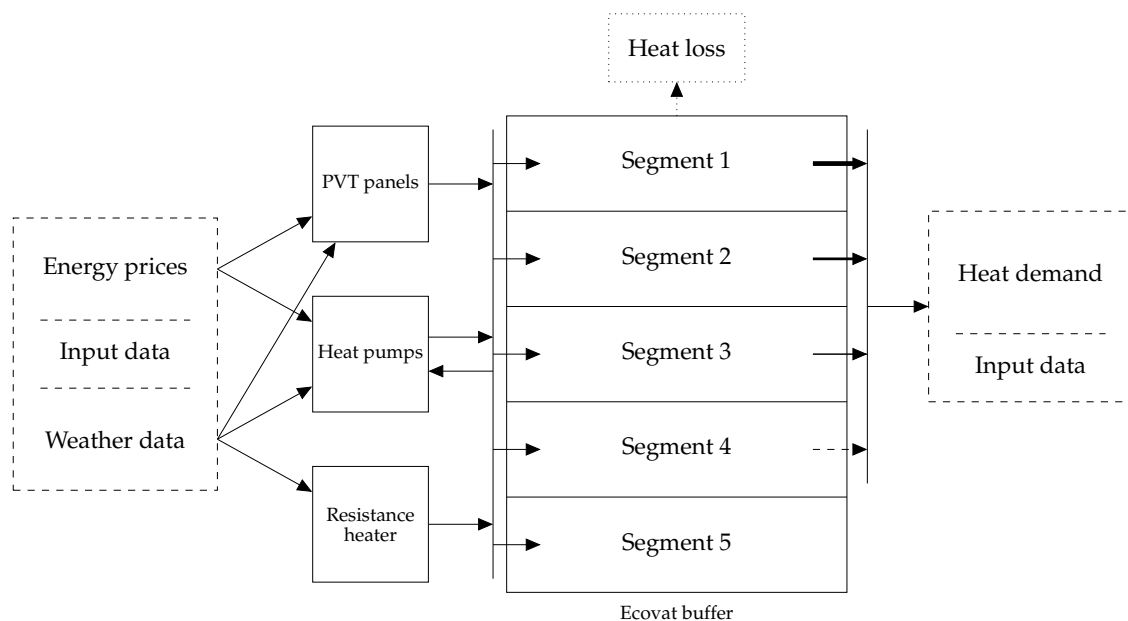 Heat loss
Energy prices
Input data
Weather data
PVT panels
Heat pumps
Resistance
heater
Segment 1
Segment 2
Segment 3
Segment 4
Segment 5
Ecovat buffer
Heat demand
Input data